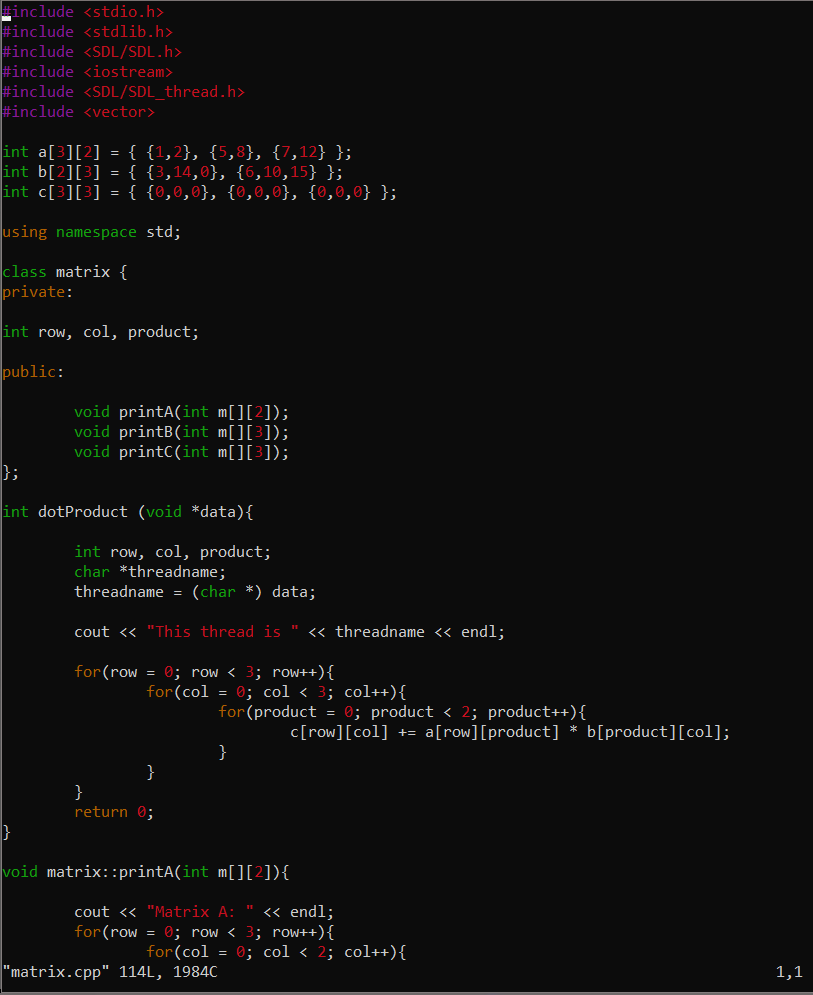 #include <stdio.h>
#include <stdlib.h>
#include <SDL/SDL.h>
#include <iostream>
#include <SDL/SDL_thread.h>
#include <vector>
int a[3][2] = { {1,2}, {5,8}, {7,12} };
int b[2][3] = { {3,14,0}, {6,10,15} };
int c[3][3] = { {0,0,0}, {0,0,0}, {0,0,0} };
using namespace std;
class matrix {
private:
int row, col, product;
public:
void printA(int m[][2]);
void printB(int m[][3]);
void printC(int m[][3]);
};
int dotProduct (void *data){
int row, col, product;
char *threadname;
threadname = (char *) data;
cout << "This thread is " << threadname << endl;
for(row = 0; row < 3; row++){
for(col = 0; col < 3; col++){
for(product = 0; product < 2; product++){
c[row][col] += a[row][product] * b[product][col];
}
}
}
return 0;
}
void matrix::printA(int m[][2]){
cout << "Matrix A: " << endl;
for(row = 0; row < 3; row++){
for(col = 0; col < 2; col++){
"matrix.cpp" 114L, 1984C 1,1